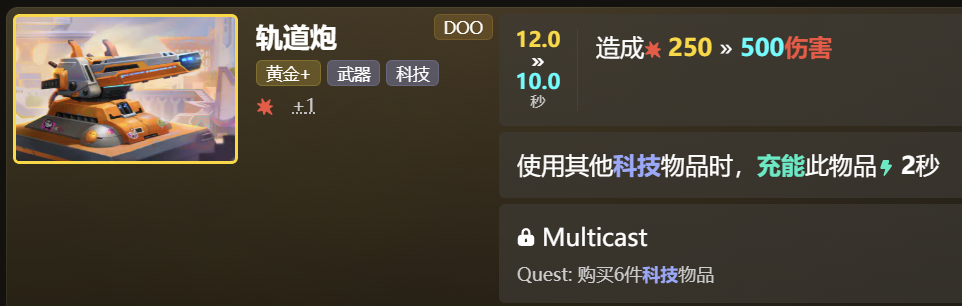 轨道炮
DOO
黄金+ 武器 科技
+1
12.0
»
10.0
秒
造成 250 » 500伤害
使用其他科技物品时，充能此物品 2秒
Multicast
Quest: 购买6件科技物品